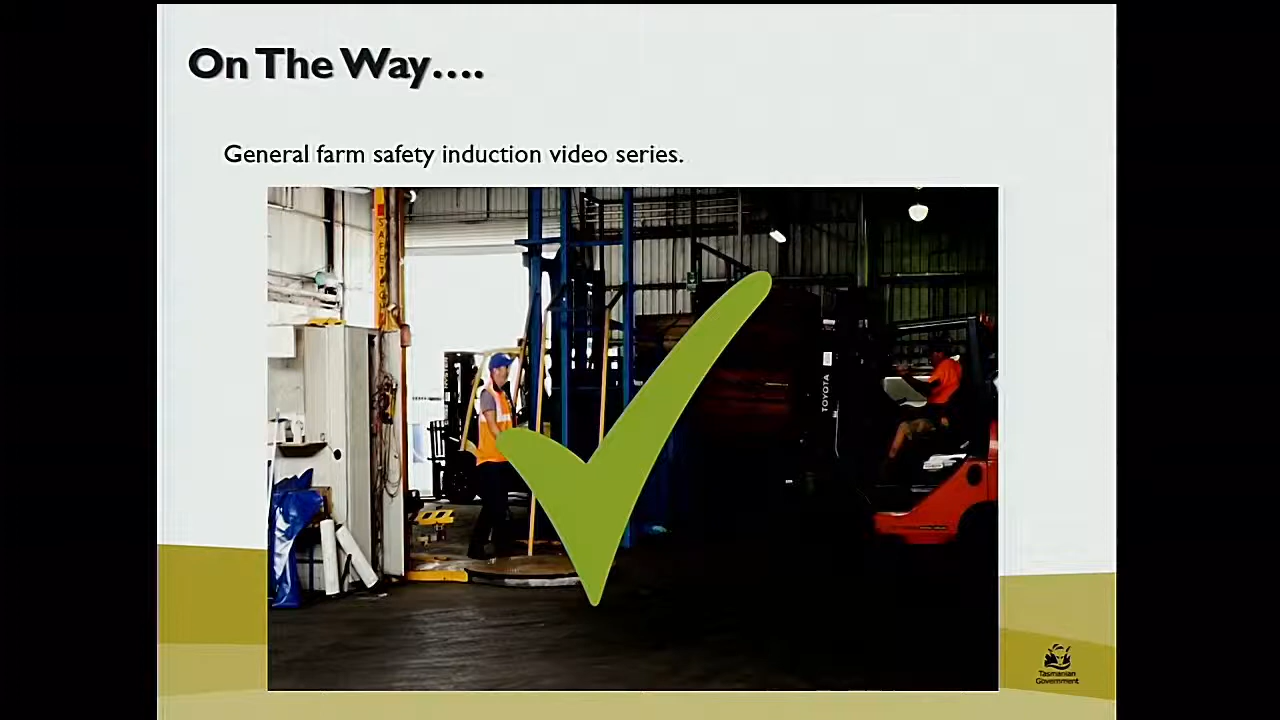 On The Way....
General farm safety induction video series.
SAFETY
TOYOTA
Tasmanian
Government